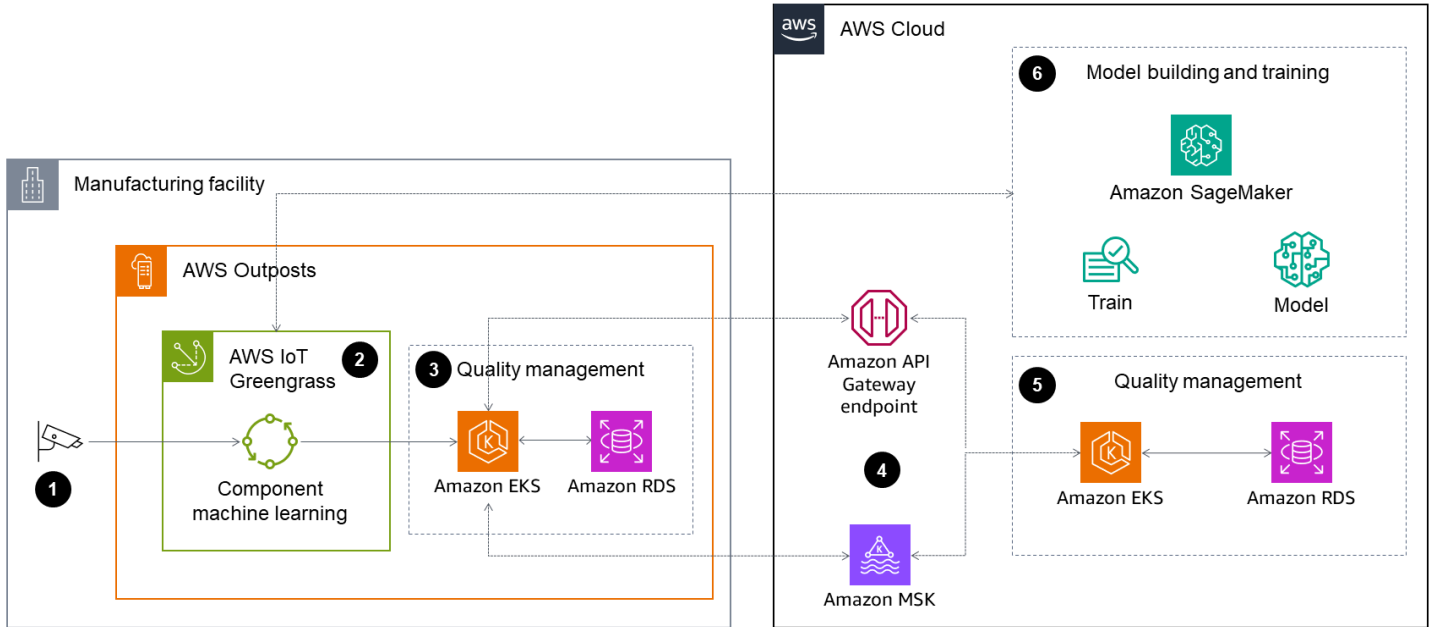 aws
AWS Cloud
6
Model building and training
Amazon SageMaker
Train
Model
Manufacturing facility
AWS Outposts
AWS IoT
Greengrass
2
Component
machine learning
1
3
Quality management
K
Amazon EKS
Amazon RDS
Amazon API
Gateway
endpoint
4
K
Amazon MSK
5
Quality management
K
Amazon EKS
Amazon RDS